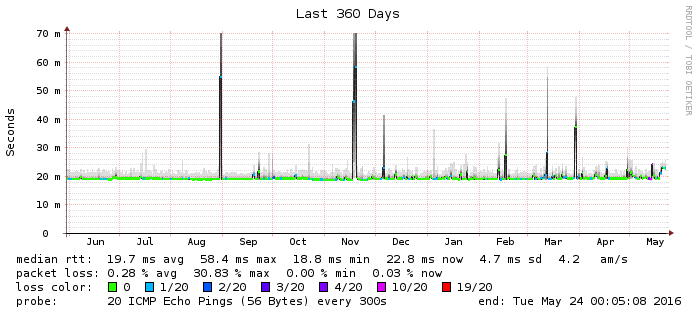 Last 360 Days
RRDTOOL / TOBI OETIKER
Seconds
70 m
60 m
50 m
40 m
30 m
20 m
10 m
0
Jun Jul Aug Sep Oct Nov Dec Jan Feb Mar Apr May
median rtt: 19.7 ms avg 58.4 ms max 18.8 ms min 22.8 ms now 4.7 ms sd 4.2 am/s
packet loss: 0.28 % avg 30.83 % max 0.00 % min 0.03 % now
loss color: 0 1/20 2/20 3/20 4/20 10/20 19/20
probe: 20 ICMP Echo Pings (56 Bytes) every 300s end: Tue May 24 00:05:08 2016